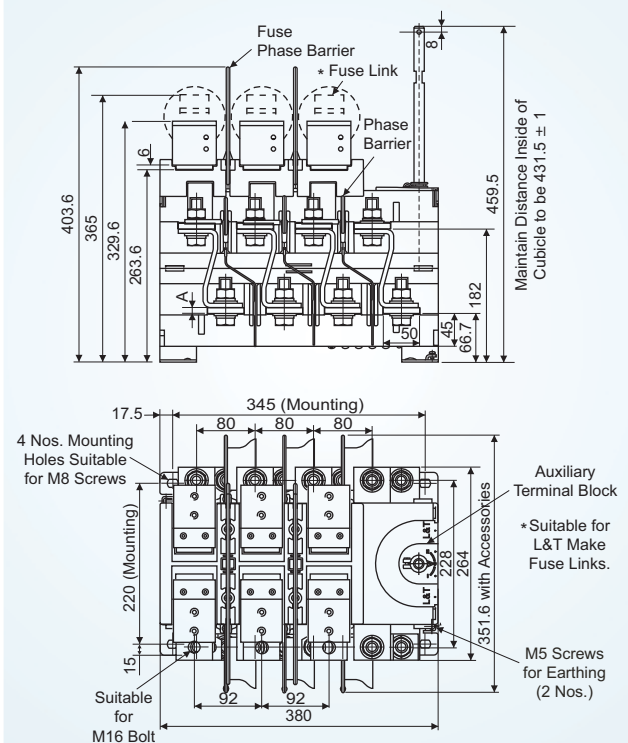 Fuse
Phase Barrier
* Fuse Link
8
Phase
Barrier
6
403.6
365
329.6
263.6
A
50
45
66.7
182
459.5
Maintain Distance Inside of
Cubicle to be 431.5 ± 1
345 (Mounting)
17.5
80
80
80
4 Nos. Mounting
Holes Suitable
for M8 Screws
220 (Mounting)
15
Suitable
for
M16 Bolt
92
92
380
L&T
L&T
228
264
351.6 with Accessories
Auxiliary
Terminal Block
*Suitable for
L&T Make
Fuse Links.
M5 Screws
for Earthing
(2 Nos.)